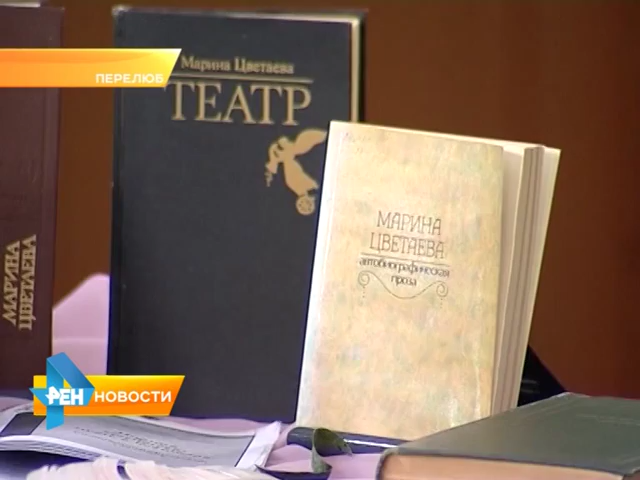 ПЕРЕЛЮБ
Марина Цветаева
ТЕАТР
МАРИНА
ЦВЕТАЕВА
МАРИНА
ЦВЕТАЕВА
автобиографическая
проза
РЕН НОВОСТИ